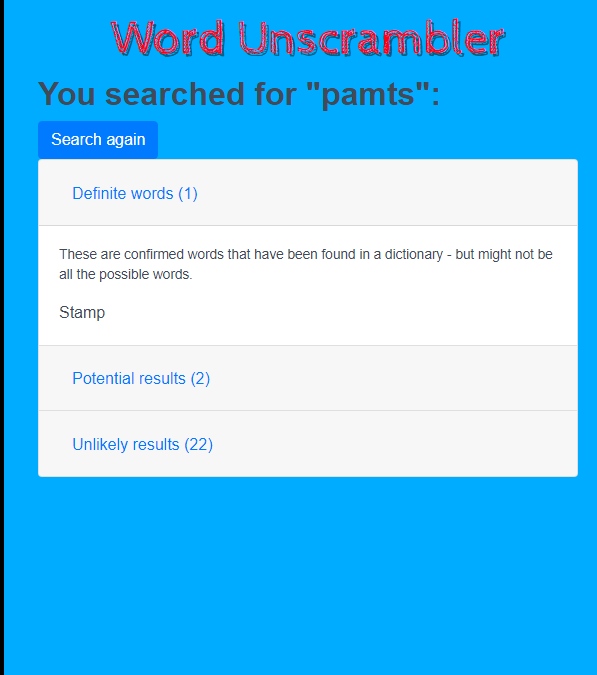 Word Unscrambler
You searched for "pamts":
Search again
Definite words (1)
These are confirmed words that have been found in a dictionary - but might not be
all the possible words.
Stamp
Potential results (2)
Unlikely results (22)